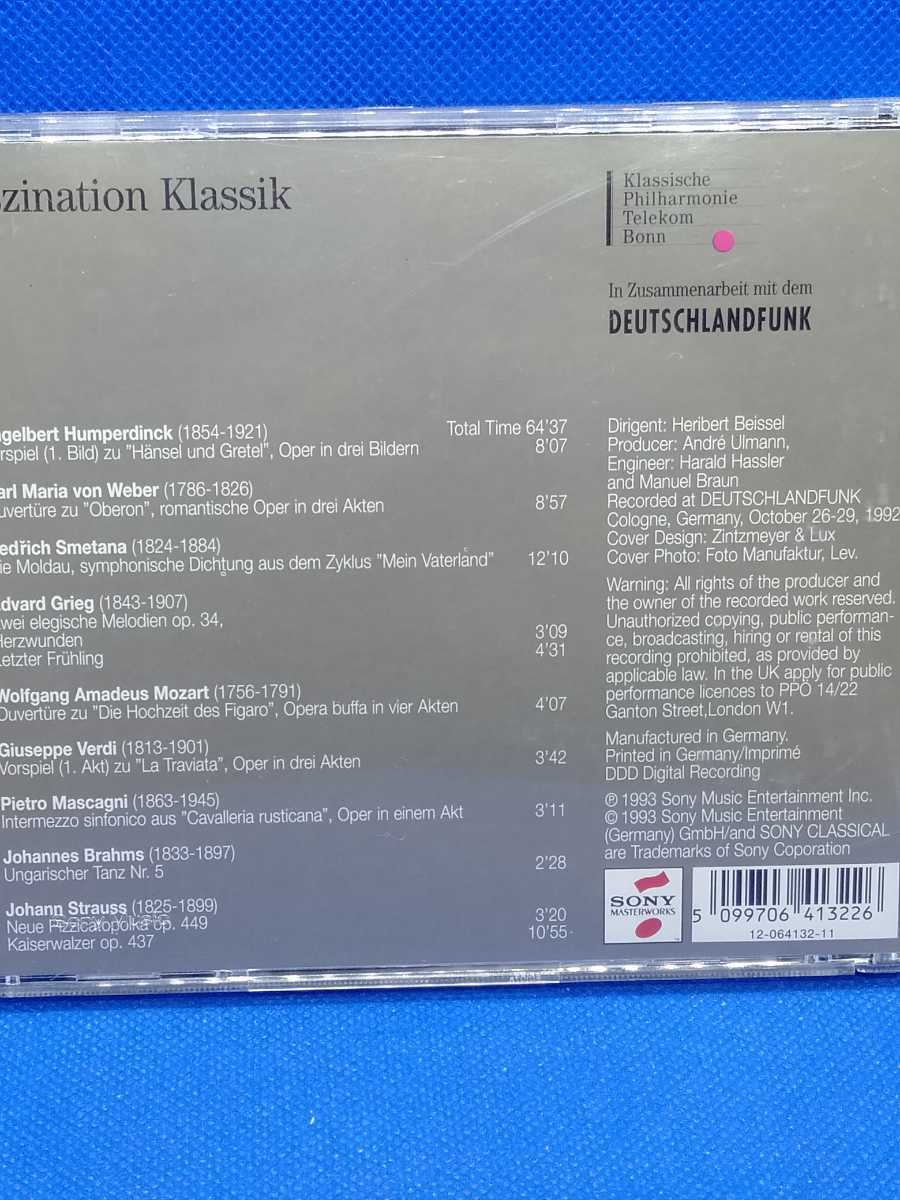 szination Klassik
Klassische
Philharmonie
Telekom
Bonn
In Zusammenarbeit mit dem
DEUTSCHLANDFUNK
ngelbert Humperdinck (1854-1921) Total Time 64'37
rspiel (1. Bild) zu "Hänsel und Gretel", Oper in drei Bildern 8'07
arl Maria von Weber (1786-1826)
uvertüre zu "Oberon", romantische Oper in drei Akten 8'57
edřich Smetana (1824-1884)
ie Moldau, symphonische Dichtung aus dem Zyklus "Mein Vaterland" 12'10
dvard Grieg (1843-1907)
wei elegische Melodien op. 34,
Herzwunden 3'09
Letzter Frühling 4'31
Wolfgang Amadeus Mozart (1756-1791)
Ouvertüre zu "Die Hochzeit des Figaro", Opera buffa in vier Akten 4'07
Giuseppe Verdi (1813-1901)
Vorspiel (1. Akt) zu "La Traviata", Oper in drei Akten 3'42
Pietro Mascagni (1863-1945)
Intermezzo sinfonico aus "Cavalleria rusticana", Oper in einem Akt 3'11
Johannes Brahms (1833-1897)
Ungarischer Tanz Nr. 5 2'28
Johann Strauss (1825-1899)
Neue Pizzicatopolka op. 449 3'20
Kaiserwalzer op. 437 10'55
Dirigent: Heribert Beissel
Producer: André Ulmann,
Engineer: Harald Hassler
and Manuel Braun
Recorded at DEUTSCHLANDFUNK
Cologne, Germany, October 26-29, 1992
Cover Design: Zintzmeyer & Lux
Cover Photo: Foto Manufaktur, Lev.
Warning: All rights of the producer and
the owner of the recorded work reserved.
Unauthorized copying, public performan-
ce, broadcasting, hiring or rental of this
recording prohibited, as provided by
applicable law. In the UK apply for public
performance licences to PPO 14/22
Ganton Street,London W1.
Manufactured in Germany.
Printed in Germany/Imprimé
DDD Digital Recording
℗ 1993 Sony Music Entertainment Inc.
© 1993 Sony Music Entertainment
(Germany) GmbH/and SONY CLASSICAL
are Trademarks of Sony Coporation
SONY
MASTERWORKS
5 099706 413226
12-064132-11